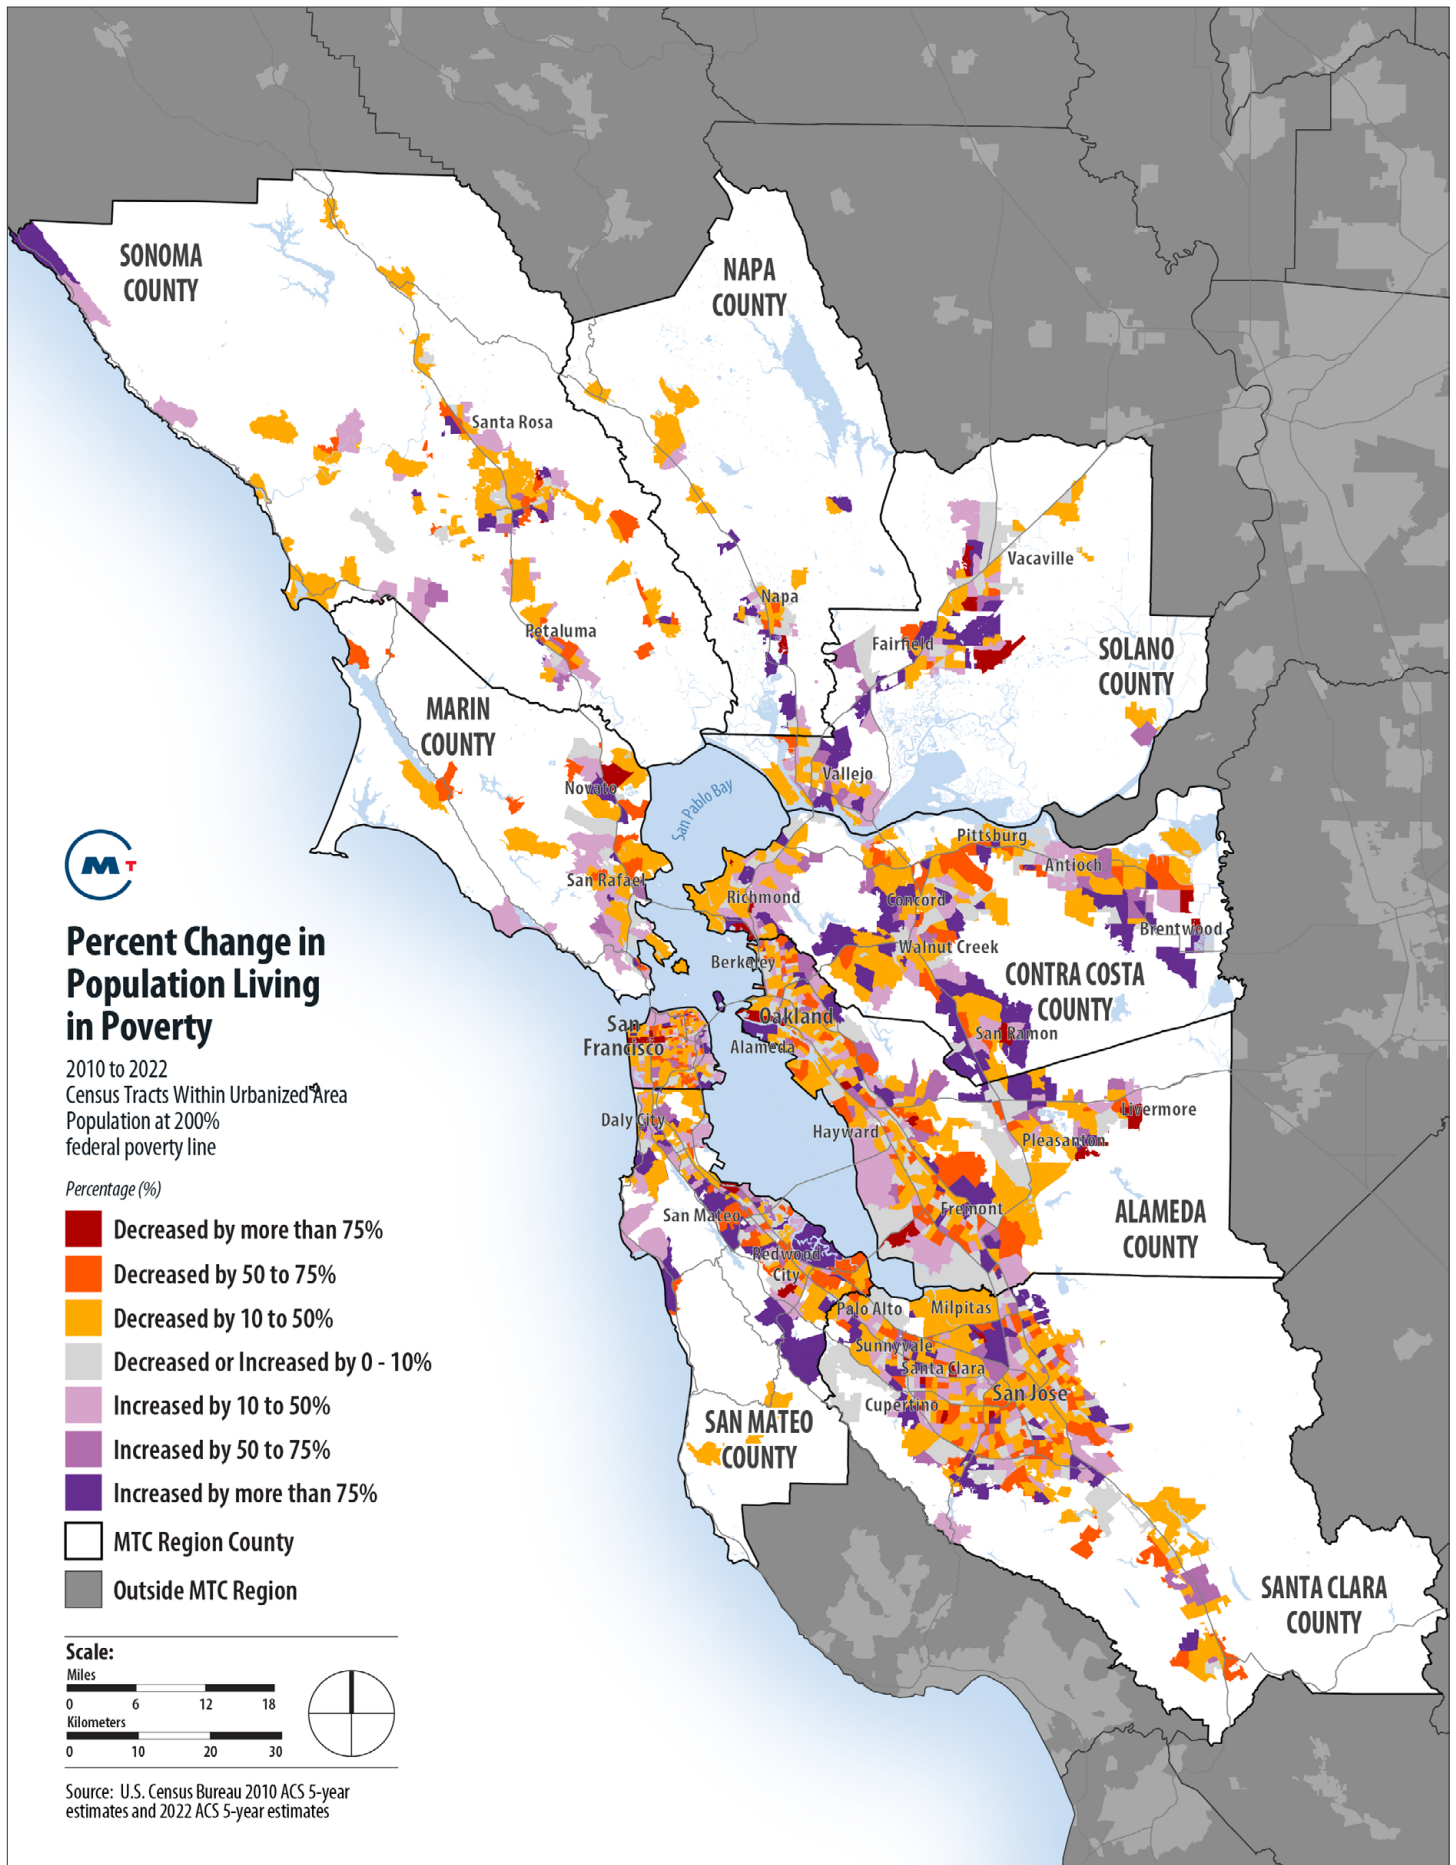 SONOMA
COUNTY
NAPA
COUNTY
Santa Rosa
Vacaville
Napa
Petaluma
Fairfield
SOLANO
COUNTY
MARIN
COUNTY
Vallejo
Novato
San Pablo Bay
Pittsburg
Antioch
San Rafael
Richmond
Concord
Brentwood
Walnut Creek
Berkeley
CONTRA COSTA
COUNTY
Oakland
San
Francisco
Alameda
San Ramon
Daly City
Hayward
Livermore
Pleasanton
San Mateo
Fremont
ALAMEDA
COUNTY
Redwood
City
Palo Alto
Milpitas
Sunnyvale
Santa Clara
San Jose
Cupertino
SAN MATEO
COUNTY
SANTA CLARA
COUNTY
M T
Percent Change in
Population Living
in Poverty
2010 to 2022
Census Tracts Within Urbanized Area
Population at 200%
federal poverty line
Percentage (%)
Decreased by more than 75%
Decreased by 50 to 75%
Decreased by 10 to 50%
Decreased or Increased by 0 - 10%
Increased by 10 to 50%
Increased by 50 to 75%
Increased by more than 75%
MTC Region County
Outside MTC Region
Scale:
Miles
0 6 12 18
Kilometers
0 10 20 30
Source: U.S. Census Bureau 2010 ACS 5-year
estimates and 2022 ACS 5-year estimates